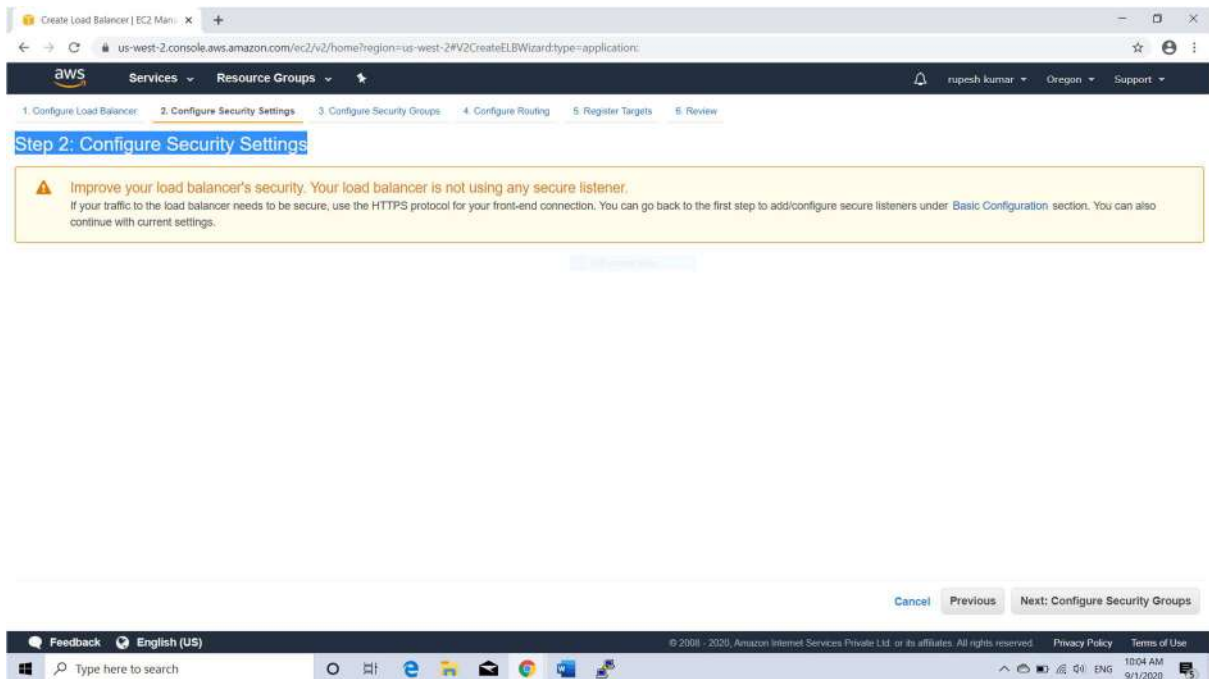 Create Load Balancer | EC2 Man
us-west-2.console.aws.amazon.com/ec2/v2/home?region=us-west-2#V2CreateELBWizard:type=application:
aws Services Resource Groups rupesh kumar Oregon Support
1. Configure Load Balancer 2. Configure Security Settings 3. Configure Security Groups 4. Configure Routing 5. Register Targets 6. Review
Step 2: Configure Security Settings
Improve your load balancer's security. Your load balancer is not using any secure listener.
If your traffic to the load balancer needs to be secure, use the HTTPS protocol for your front-end connection. You can go back to the first step to add/configure secure listeners under Basic Configuration section. You can also
continue with current settings.
Cancel Previous Next: Configure Security Groups
Feedback English (US) © 2008 - 2020, Amazon Internet Services Private Ltd. or its affiliates. All rights reserved. Privacy Policy Terms of Use
Type here to search ENG 10:04 AM
9/1/2020